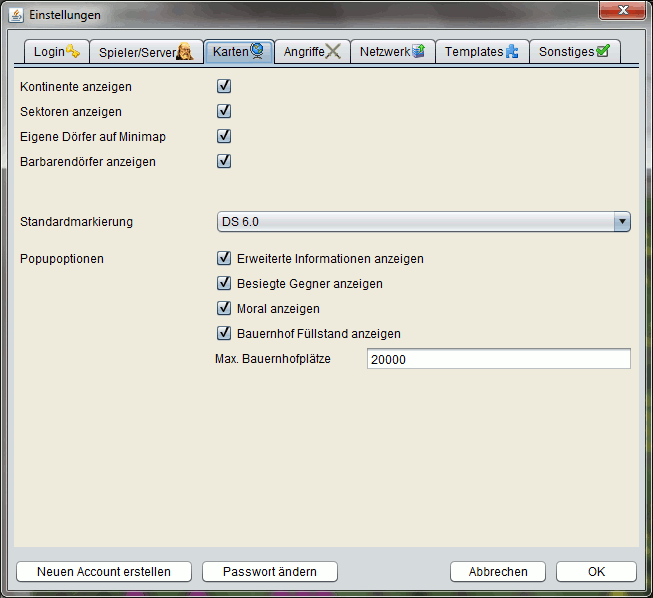 Einstellungen
Login Spieler/Server Karten Angriffe Netzwerk Templates Sonstiges
Kontinente anzeigen
Sektoren anzeigen
Eigene Dörfer auf Minimap
Barbarendörfer anzeigen
Standardmarkierung DS 6.0
Popupoptionen Erweiterte Informationen anzeigen
Besiegte Gegner anzeigen
Moral anzeigen
Bauernhof Füllstand anzeigen
Max. Bauernhofplätze 20000
Neuen Account erstellen Passwort ändern Abbrechen OK